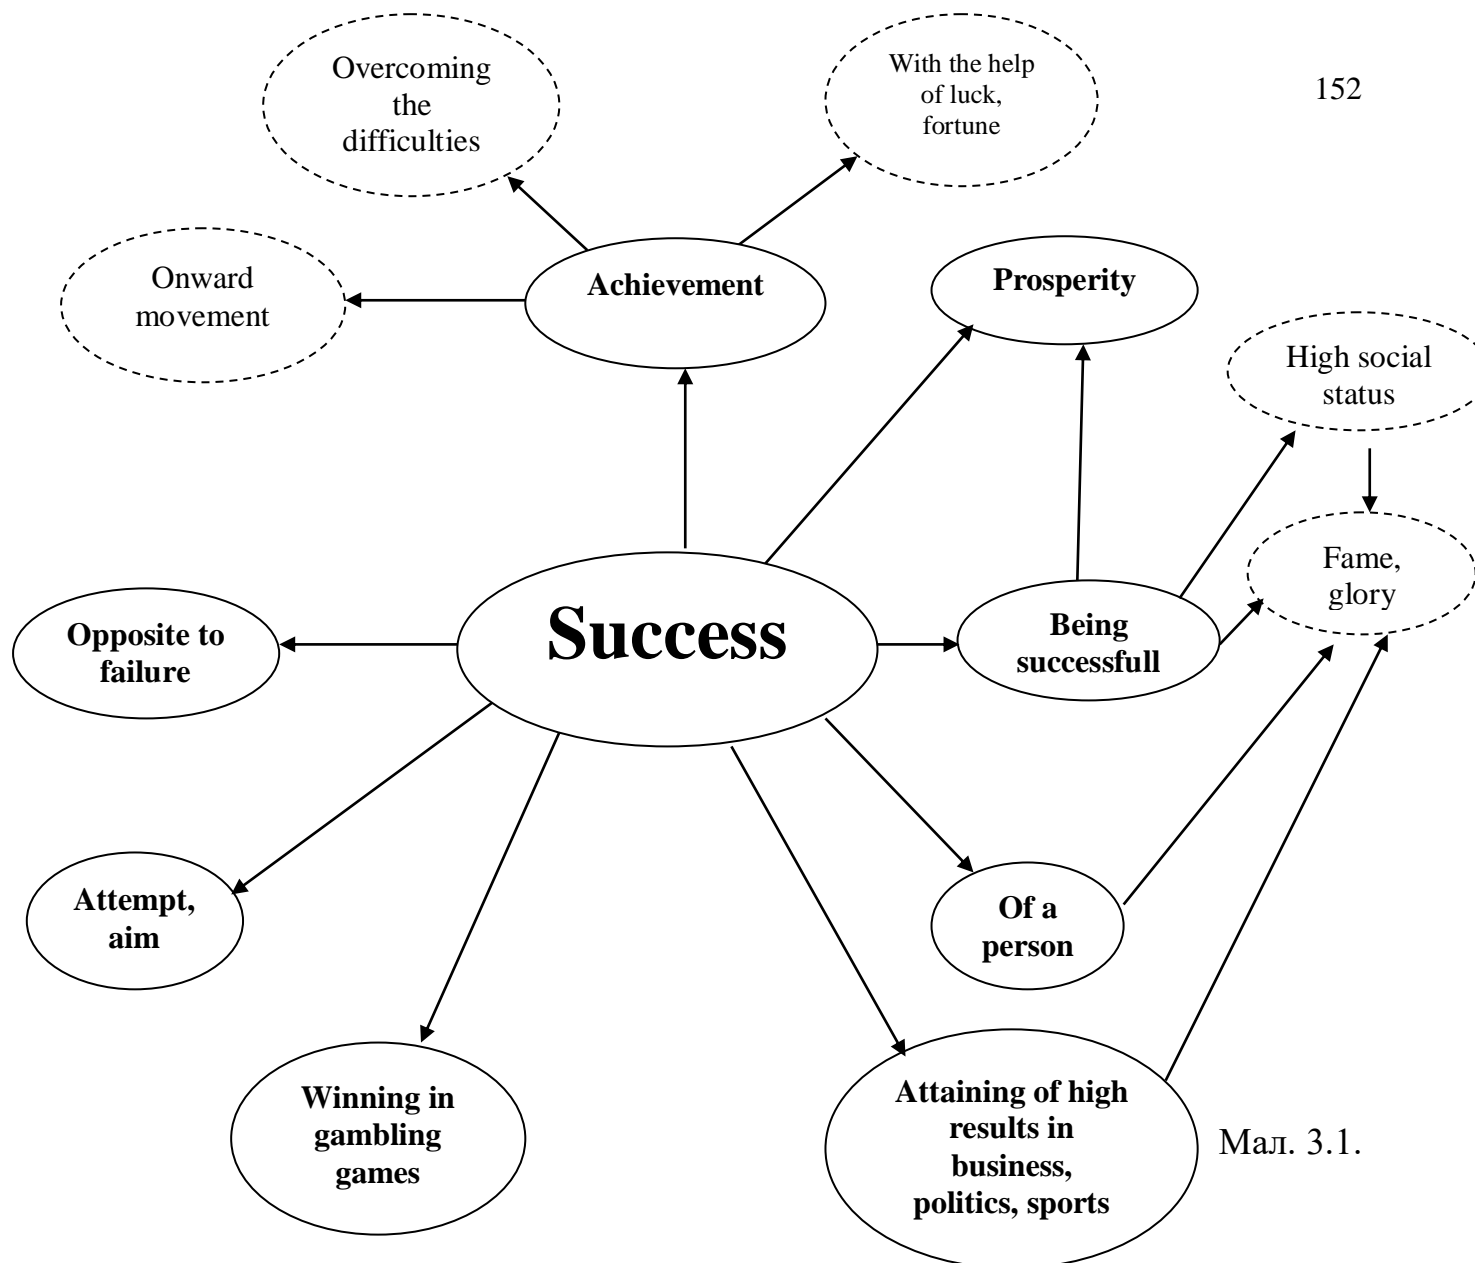 Overcoming
the
difficulties
With the help
of luck,
fortune
152
Onward
movement
Achievement
Prosperity
High social
status
Fame,
glory
Opposite to
failure
Success
Being
successfull
Attempt,
aim
Of a
person
Winning in
gambling
games
Attaining of high
results in
business,
politics, sports
Мал. 3.1.